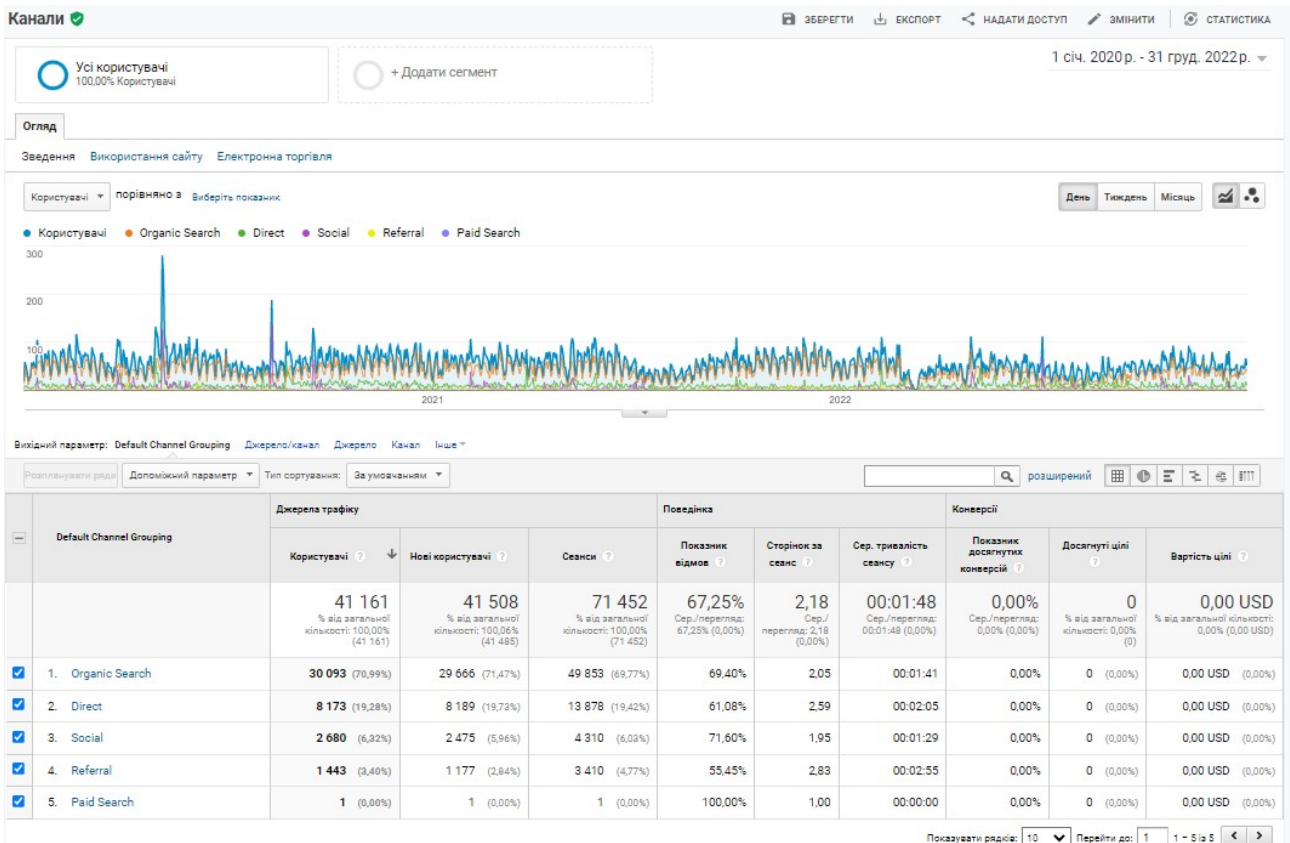 Канали
ЗБЕРЕГТИ ЕКСПОРТ НАДАТИ ДОСТУП ЗМІНИТИ СТАТИСТИКА
Усі користувачі
100,00% Користувачі
+ Додати сегмент
1 січ. 2020 р. - 31 груд. 2022 р.
Огляд
Зведення Використання сайту Електронна торгівля
Користувачі порівняно з Виберіть показник
День Тиждень Місяць
Користувачі Organic Search Direct Social Referral Paid Search
300
200
100
2021 2022
Вихідний параметр: Default Channel Grouping Джерело/канал Джерело Канал Інше
Розпланувати ряди Допоміжний параметр Тип сортування: За умовчанням розширений
Default Channel Grouping
Джерела трафіку Поведінка Конверсії
Користувачі ? Нові користувачі ? Сеанси ? Показник відмов ? Сторінок за сеанс ? Сер. тривалість сеансу ? Показник досягнутих конверсій ? Досягнуті цілі ? Вартість цілі ?
41 161 41 508 71 452 67,25% 2,18 00:01:48 0,00% 0 0,00 USD
% від загальної кількості: 100,00% (41 161) % від загальної кількості: 100,06% (41 485) % від загальної кількості: 100,00% (71 452) Сер./перегляд: 67,25% (0,00%) Сер./перегляд: 2,18 (0,00%) Сер./перегляд: 00:01:48 (0,00%) Сер./перегляд: 0,00% (0,00%) % від загальної кількості: 0,00% (0) % від загальної кількості: 0,00% (0,00 USD)
1. Organic Search 30 093 (70,99%) 29 666 (71,47%) 49 853 (69,77%) 69,40% 2,05 00:01:41 0,00% 0 (0,00%) 0,00 USD (0,00%)
2. Direct 8 173 (19,28%) 8 189 (19,73%) 13 878 (19,42%) 61,08% 2,59 00:02:05 0,00% 0 (0,00%) 0,00 USD (0,00%)
3. Social 2 680 (6,32%) 2 475 (5,96%) 4 310 (6,03%) 71,60% 1,95 00:01:29 0,00% 0 (0,00%) 0,00 USD (0,00%)
4. Referral 1 443 (3,40%) 1 177 (2,84%) 3 410 (4,77%) 55,45% 2,83 00:02:55 0,00% 0 (0,00%) 0,00 USD (0,00%)
5. Paid Search 1 (0,00%) 1 (0,00%) 1 (0,00%) 100,00% 1,00 00:00:00 0,00% 0 (0,00%) 0,00 USD (0,00%)
Показувати рядків: 10 Перейти до: 1 1 – 5 із 5